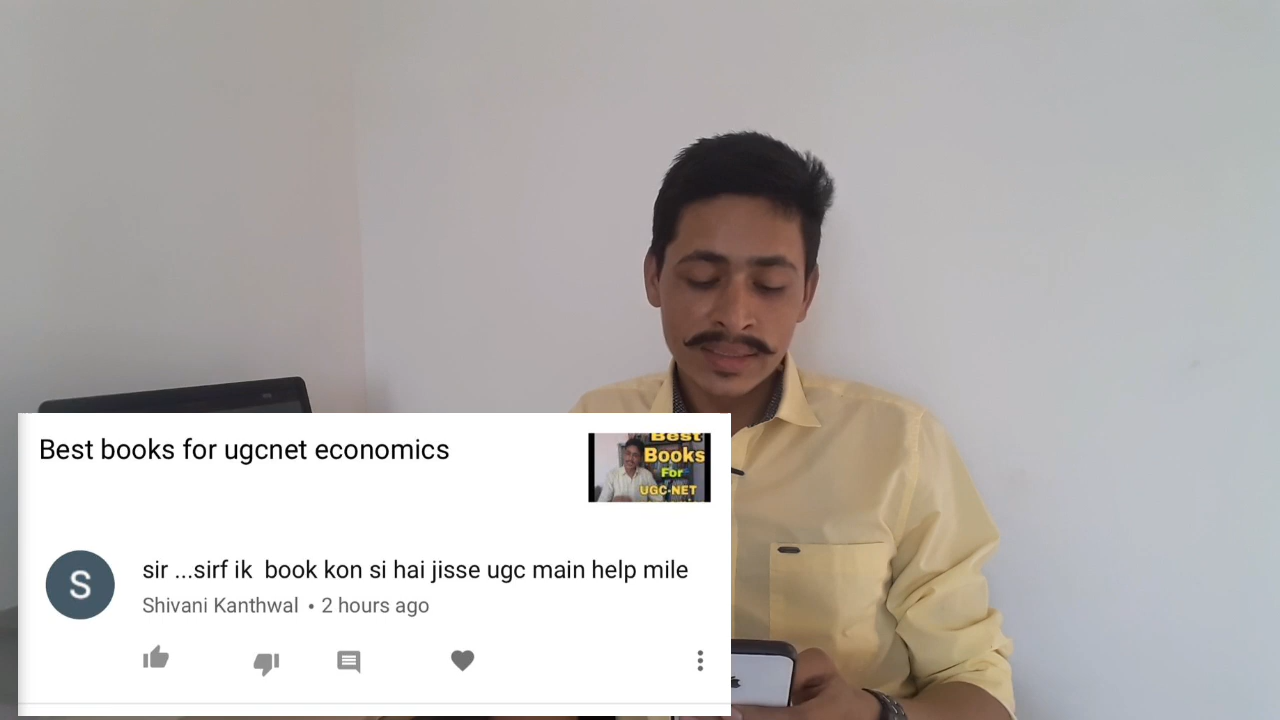 Best books for ugcnet economics
Best
Books
For
UGC-NET
S
sir ...sirf ik  book kon si hai jisse ugc main help mile
Shivani Kanthwal • 2 hours ago